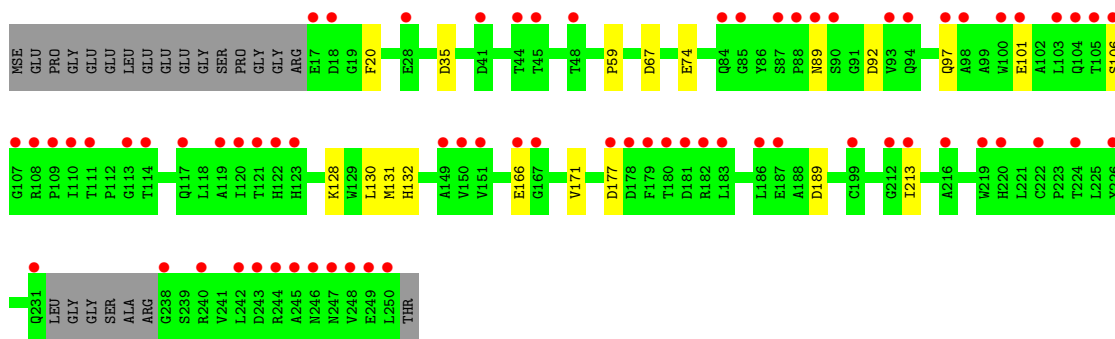 MSE GLU PRO GLY GLU GLU LEU GLU GLU GLU GLY SER PRO GLY GLY ARG E17 D18 G19 F20 E28 D35 D41 T44 T45 T48 P59 D67 E74 Q84 G85 Y86 S87 P88 N89 S90 G91 D92 V93 Q94 Q97 A98 A99 W100 E101 A102 L103 Q104 T105 S106
G107 R108 P109 I110 T111 P112 G113 T114 Q117 L118 A119 I120 T121 H122 H123 K128 W129 L130 M131 H132 A149 V150 V151 E166 G167 V171 D177 D178 F179 T180 D181 R182 L183 L186 E187 A188 D189 C199 G212 I213 A216 W219 H220 L221 C222 P223 T224 L225 Y226
Q231 LEU GLY GLY SER ALA ARG G238 S239 R240 V241 L242 D243 R244 A245 N246 N247 V248 E249 L250 THR